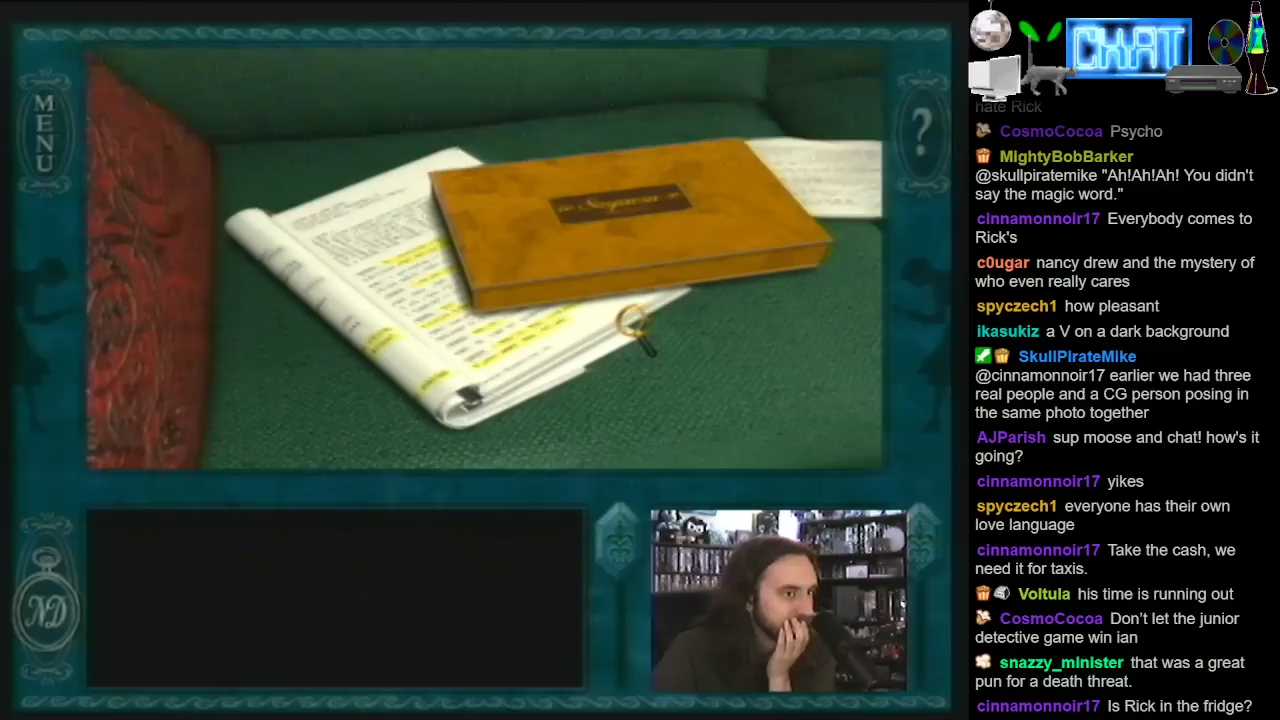 MENU
?
ND
CHAT
hate Rick
CosmoCocoa Psycho
MightyBobBarker
@skullpiratemike "Ah!Ah!Ah! You didn't
say the magic word."
cinnamonnoir17 Everybody comes to
Rick's
c0ugar nancy drew and the mystery of
who even really cares
spyczech1 how pleasant
ikasukiz a V on a dark background
SkullPirateMike
@cinnamonnoir17 earlier we had three
real people and a CG person posing in
the same photo together
AJParish sup moose and chat! how's it
going?
cinnamonnoir17 yikes
spyczech1 everyone has their own
love language
cinnamonnoir17 Take the cash, we
need it for taxis.
Voltula his time is running out
CosmoCocoa Don't let the junior
detective game win ian
snazzy_minister that was a great
pun for a death threat.
cinnamonnoir17 Is Rick in the fridge?